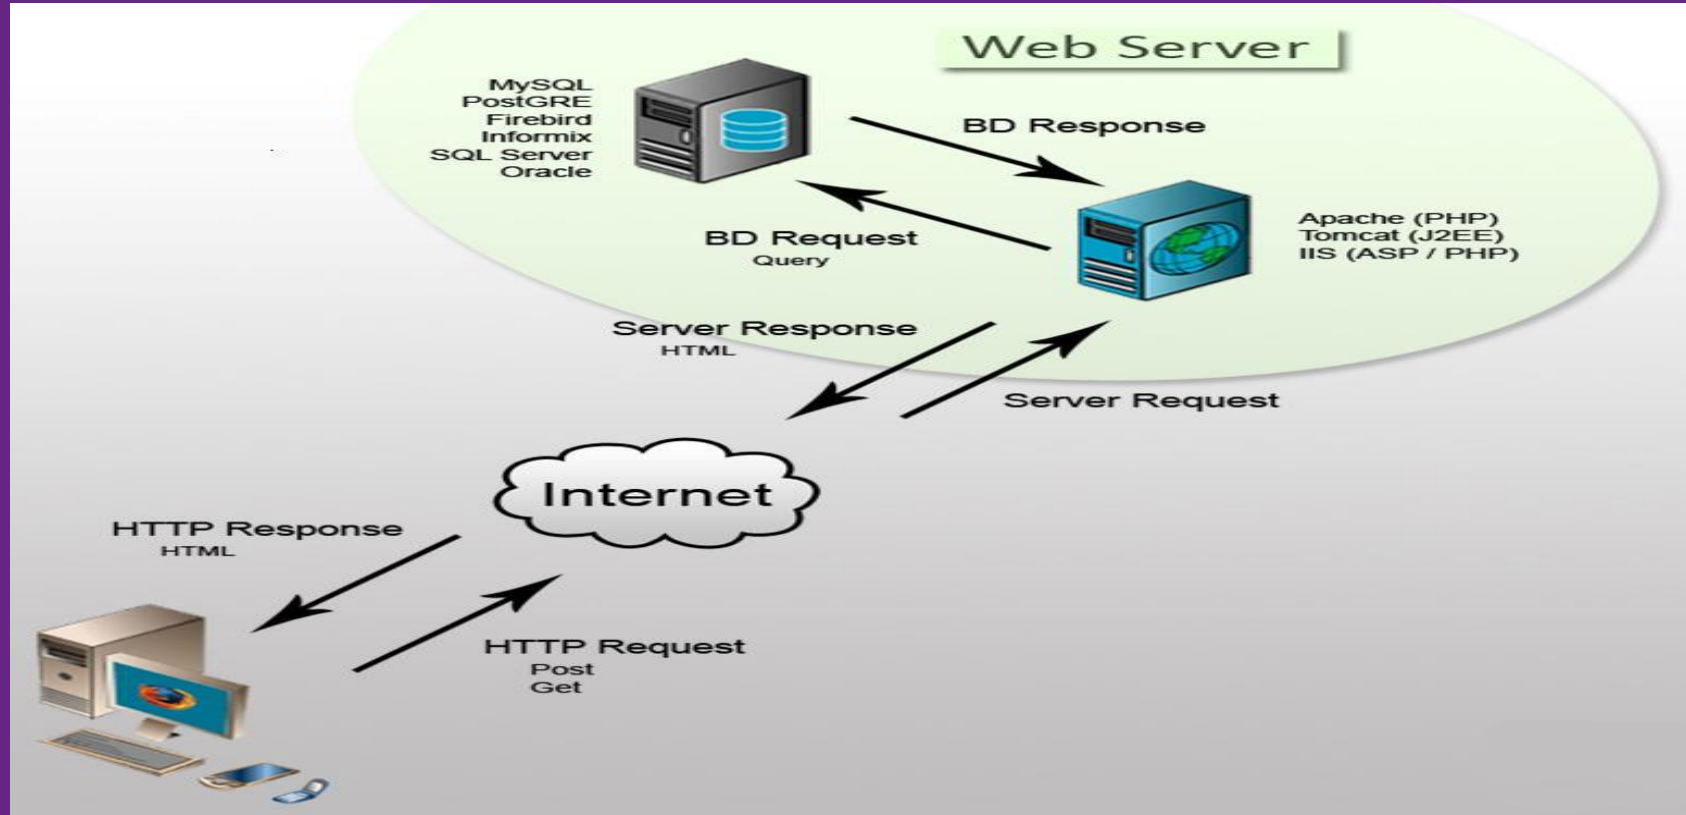 Web Server
MySQL
PostGRE
Firebird
Informix
SQL Server
Oracle
BD Response
BD Request
Query
Apache (PHP)
Tomcat (J2EE)
IIS (ASP / PHP)
Server Response
HTML
Server Request
Internet
HTTP Response
HTML
HTTP Request
Post
Get